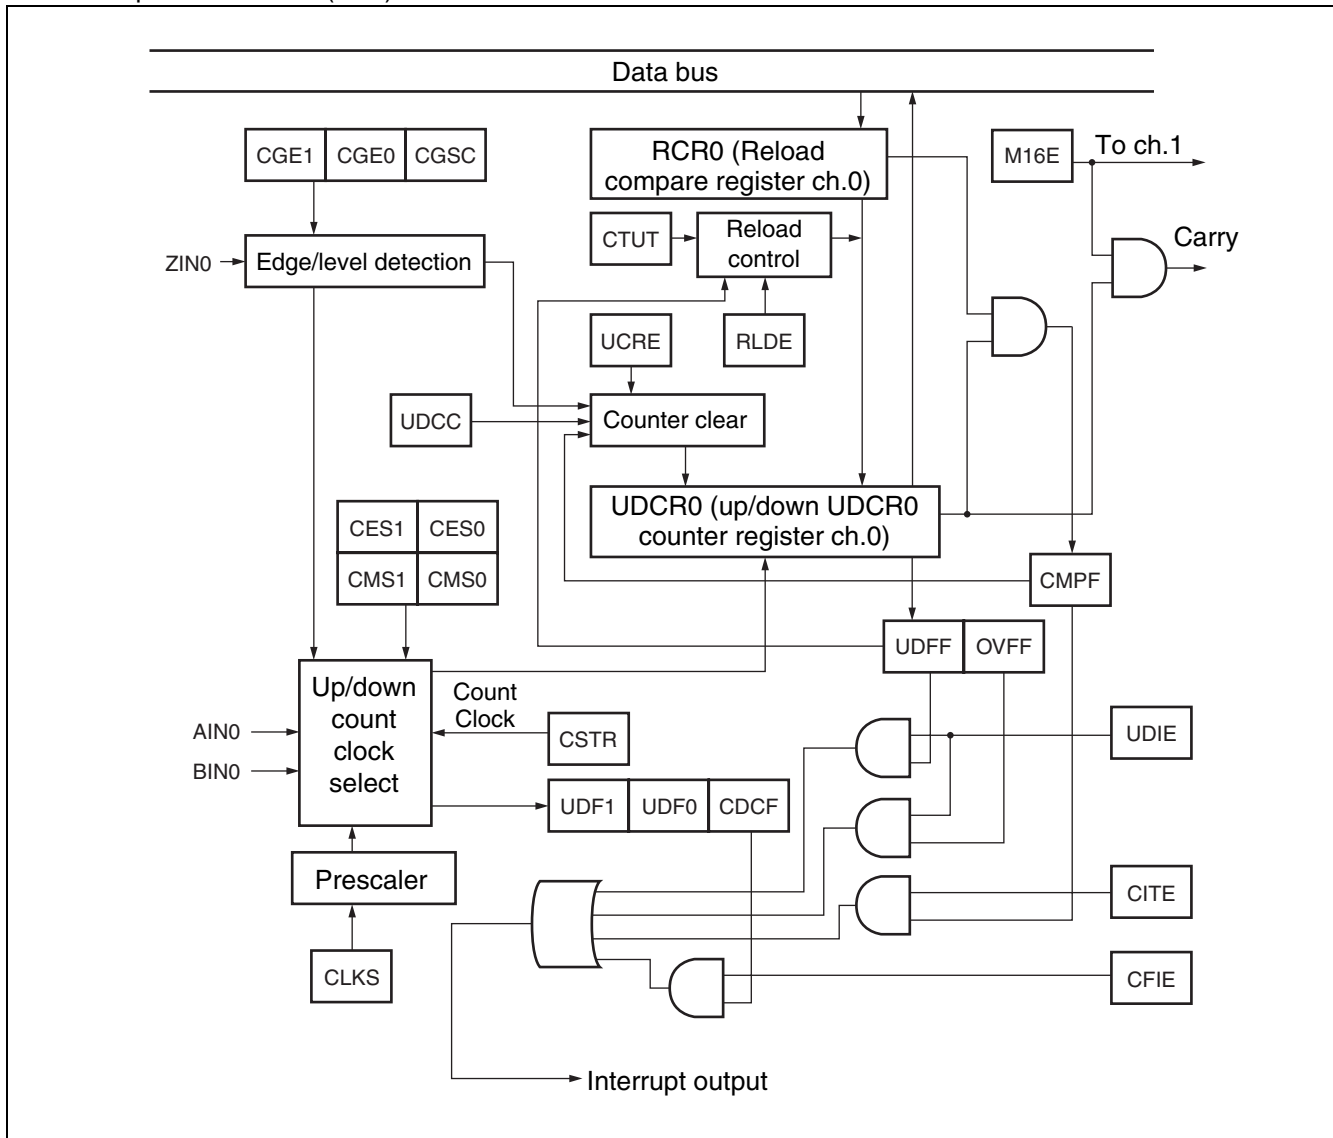 Data bus
CGE1 CGE0 CGSC
RCR0 (Reload
compare register ch.0)
M16E
To ch.1
CTUT
Reload
control
Carry
ZIN0
Edge/level detection
UCRE
RLDE
UDCC
Counter clear
UDCR0 (up/down UDCR0
counter register ch.0)
CES1 CES0
CMS1 CMS0
CMPF
UDFF OVFF
Up/down
count
clock
select
Count
Clock
AIN0
BIN0
CSTR
UDIE
UDF1 UDF0 CDCF
Prescaler
CITE
CLKS
CFIE
Interrupt output